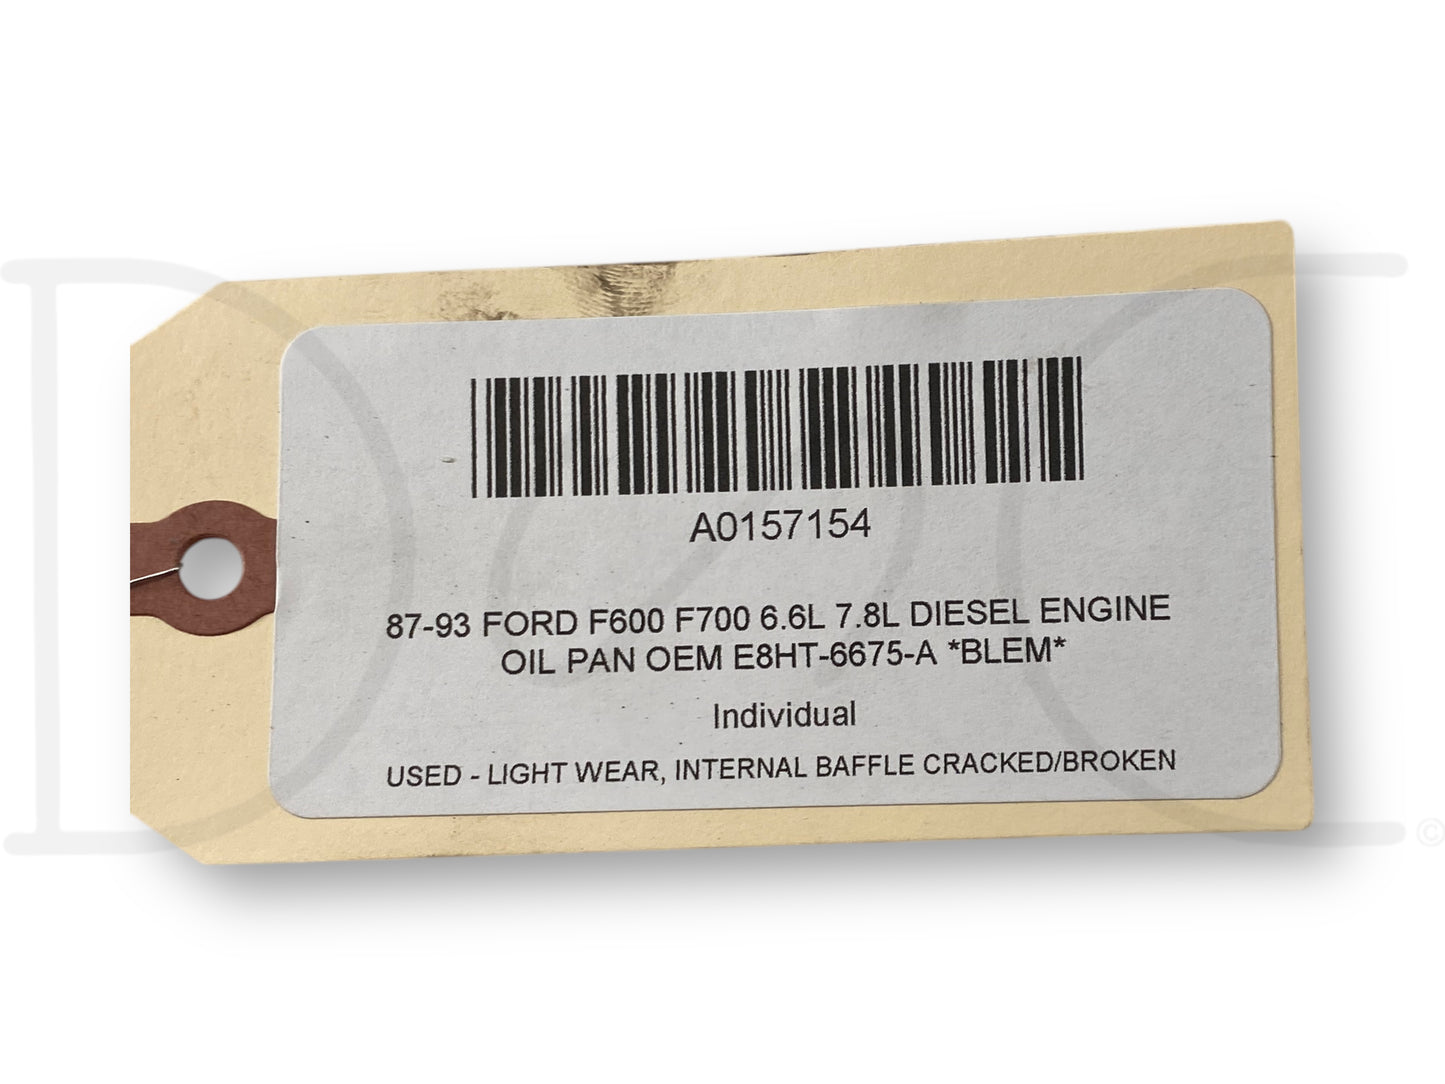 A0157154
87-93 FORD F600 F700 6.6L 7.8L DIESEL ENGINE
OIL PAN OEM E8HT-6675-A *BLEM*
Individual
USED - LIGHT WEAR, INTERNAL BAFFLE CRACKED/BROKEN